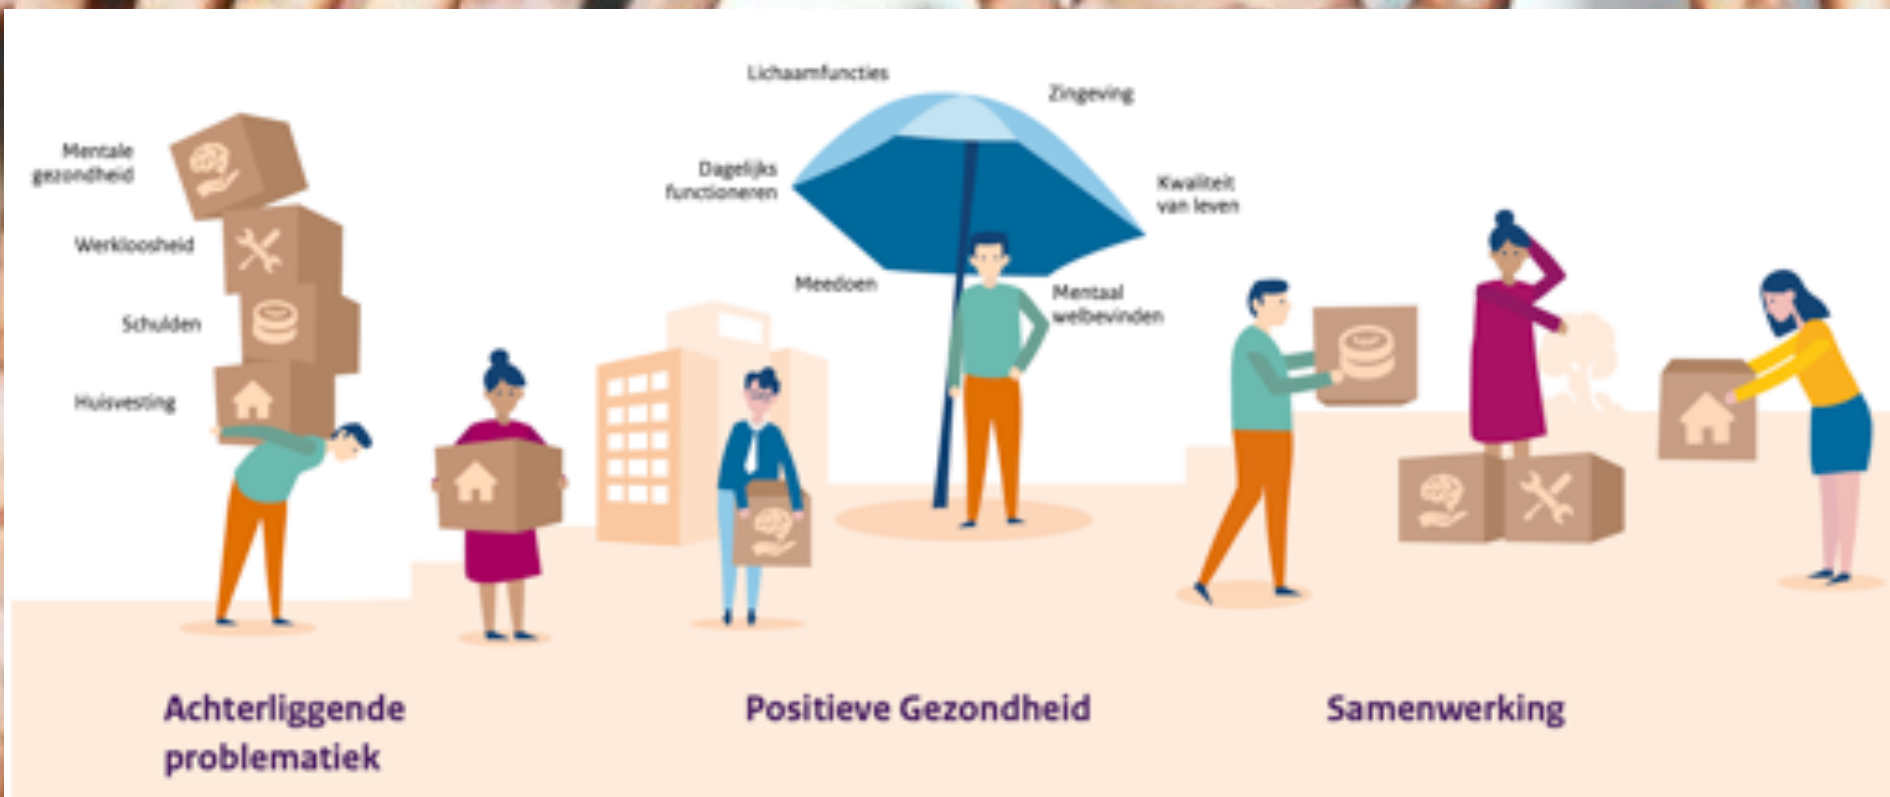 Mentale
gezondheid
Werkloosheid
Schulden
Huisvesting
Achterliggende
problematiek
Lichaamfuncties
Zingeving
Dagelijks
functioneren
Kwaliteit
van leven
Meedoen
Mentaal
welbevinden
Positieve Gezondheid
Samenwerking